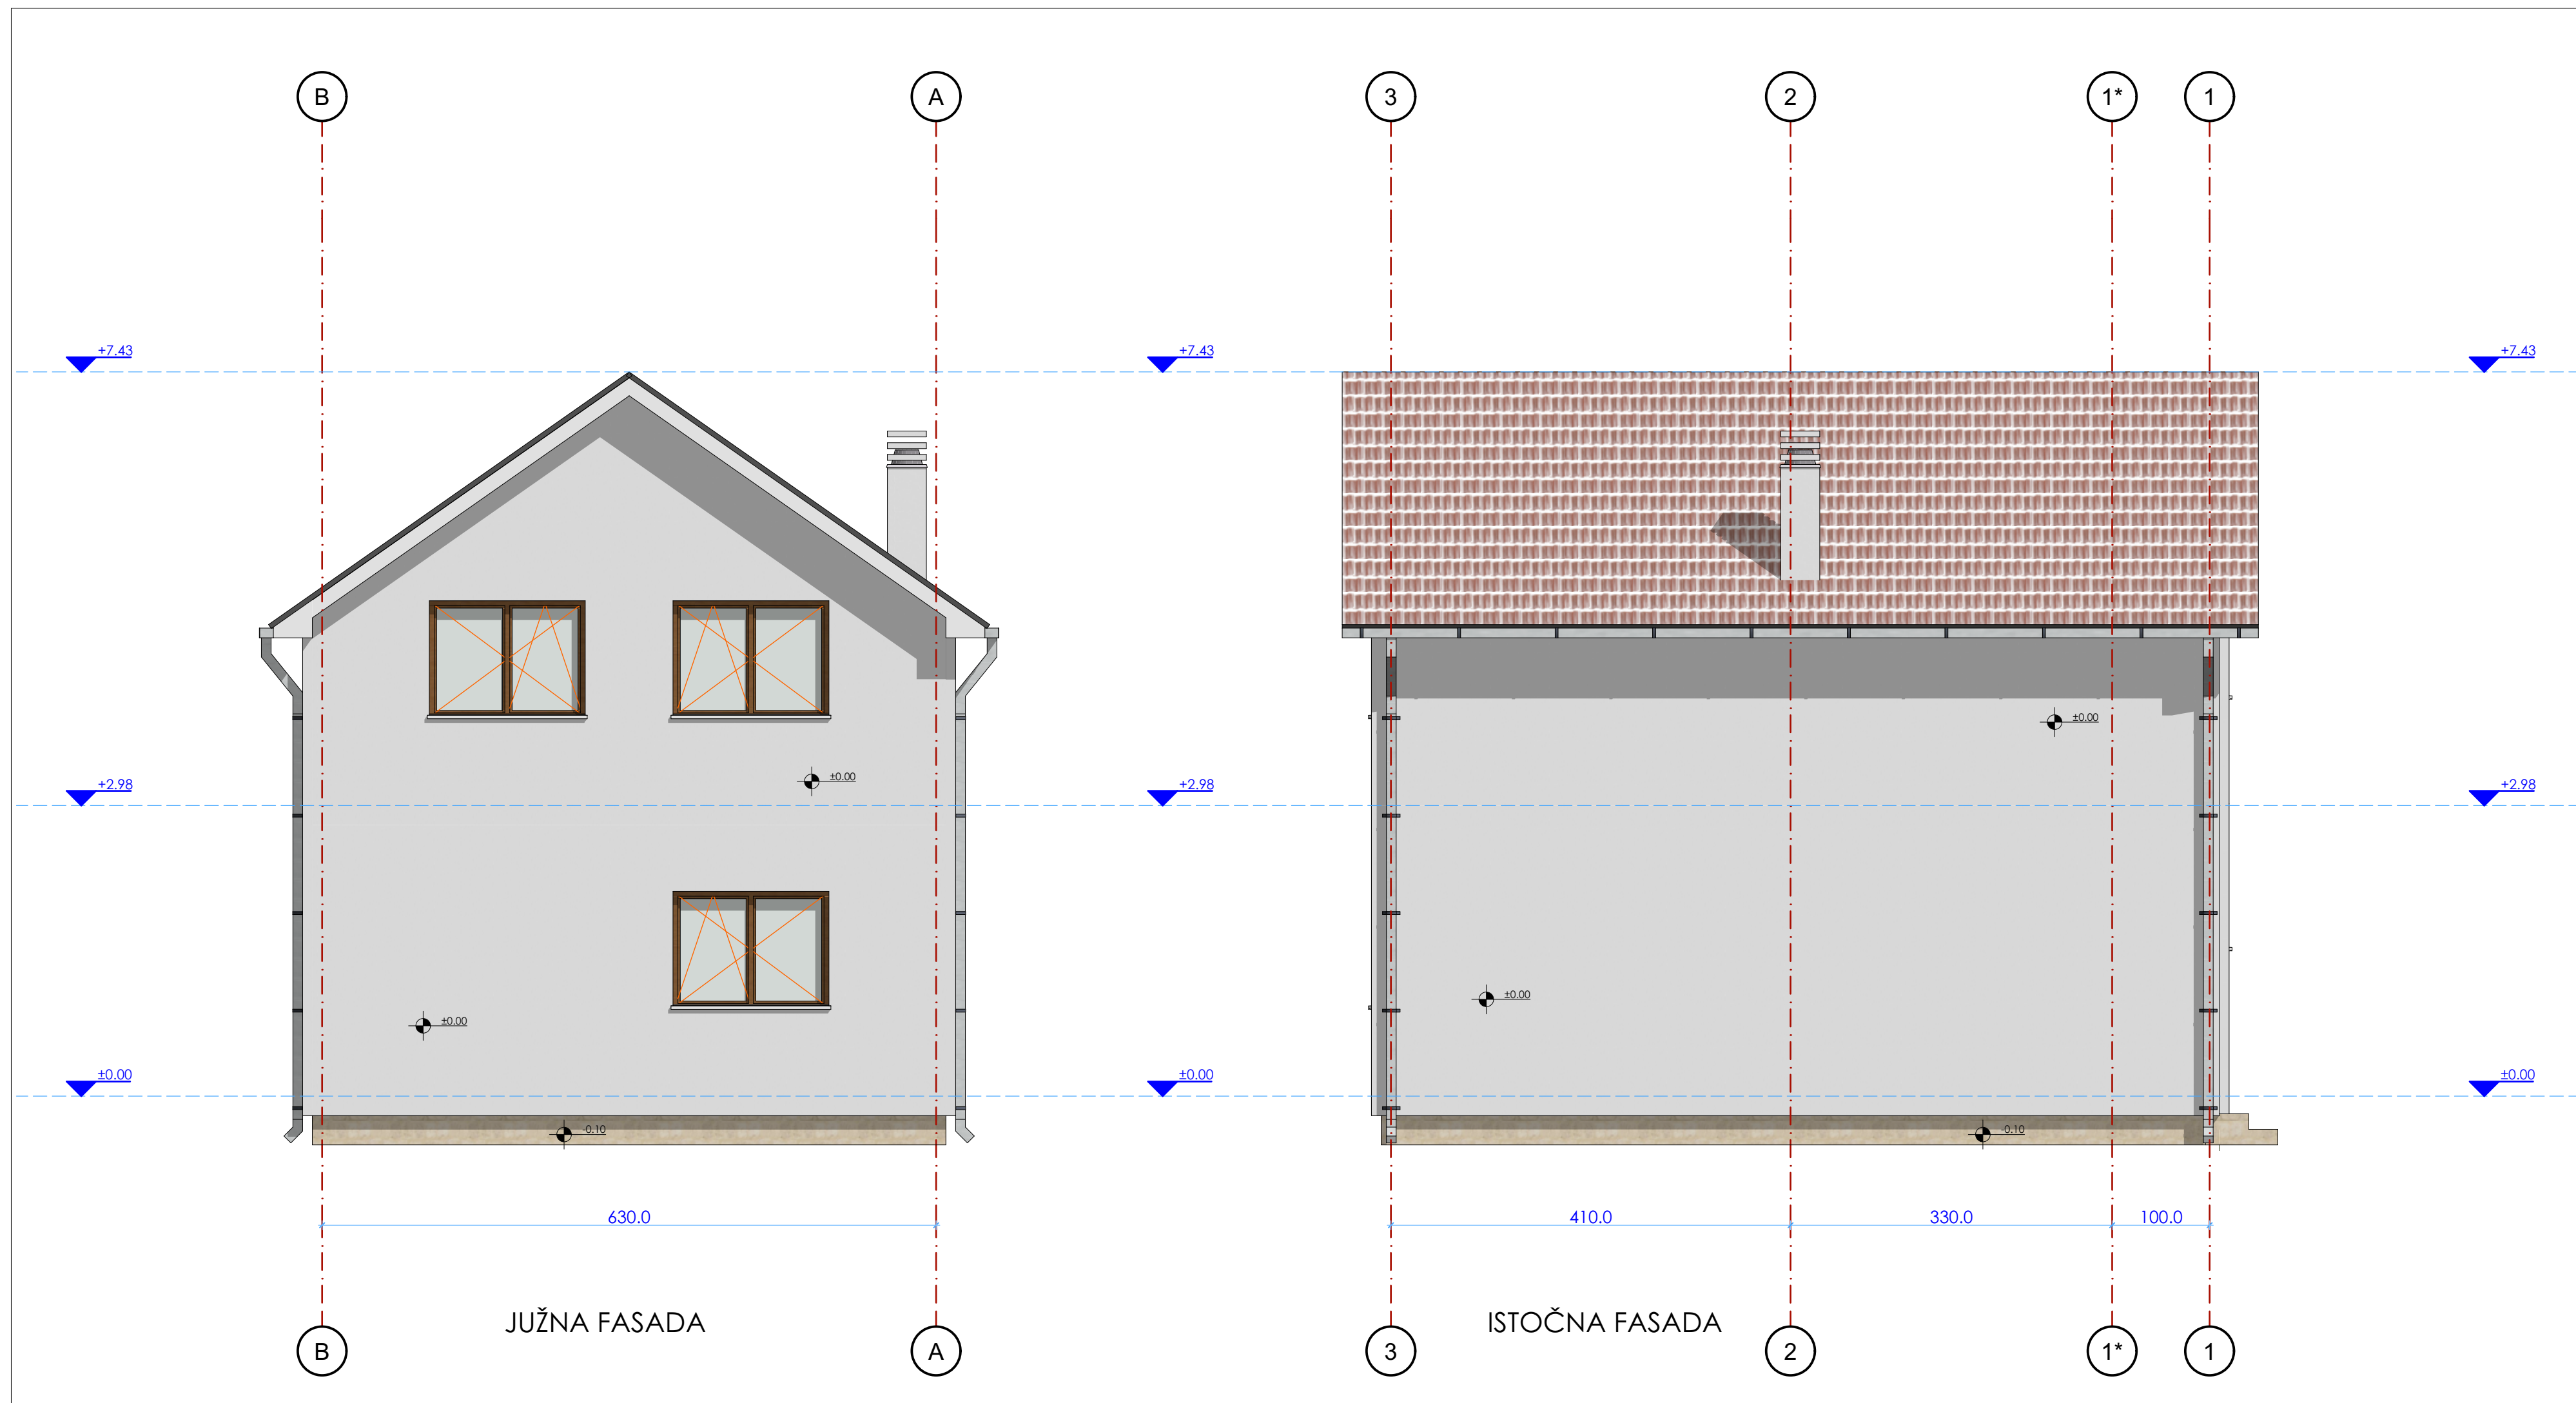 B A 3 2 1* 1
+7.43 +7.43 +7.43
±0.00
±0.00
+2.98 +2.98 +2.98
±0.00
±0.00
±0.00 ±0.00 ±0.00
-0.10 -0.10
630.0 410.0 330.0 100.0
JUŽNA FASADA ISTOČNA FASADA
B A 3 2 1* 1